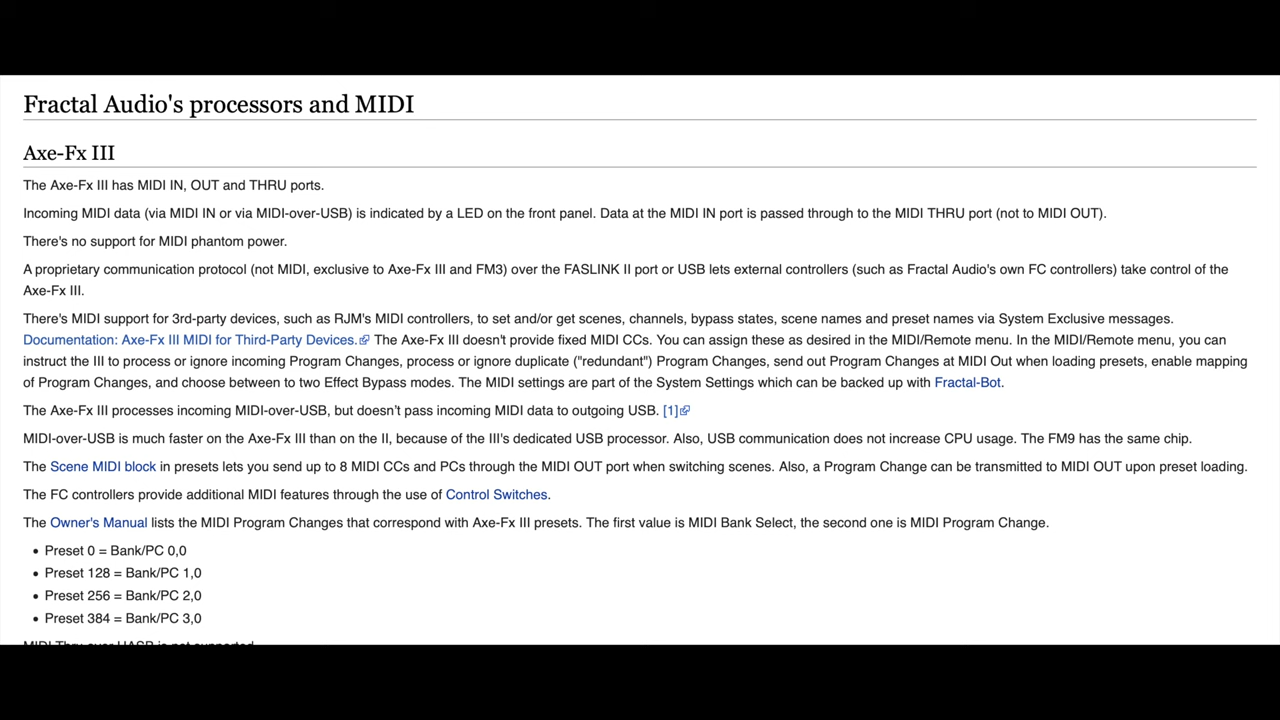 Fractal Audio's processors and MIDI
Axe-Fx III
The Axe-Fx III has MIDI IN, OUT and THRU ports.
Incoming MIDI data (via MIDI IN or via MIDI-over-USB) is indicated by a LED on the front panel. Data at the MIDI IN port is passed through to the MIDI THRU port (not to MIDI OUT).
There's no support for MIDI phantom power.
A proprietary communication protocol (not MIDI, exclusive to Axe-Fx III and FM3) over the FASLINK II port or USB lets external controllers (such as Fractal Audio's own FC controllers) take control of the
Axe-Fx III.
There's MIDI support for 3rd-party devices, such as RJM's MIDI controllers, to set and/or get scenes, channels, bypass states, scene names and preset names via System Exclusive messages.
Documentation: Axe-Fx III MIDI for Third-Party Devices. The Axe-Fx III doesn't provide fixed MIDI CCs. You can assign these as desired in the MIDI/Remote menu. In the MIDI/Remote menu, you can
instruct the III to process or ignore incoming Program Changes, process or ignore duplicate ("redundant") Program Changes, send out Program Changes at MIDI Out when loading presets, enable mapping
of Program Changes, and choose between to two Effect Bypass modes. The MIDI settings are part of the System Settings which can be backed up with Fractal-Bot.
The Axe-Fx III processes incoming MIDI-over-USB, but doesn't pass incoming MIDI data to outgoing USB. [1]
MIDI-over-USB is much faster on the Axe-Fx III than on the II, because of the III's dedicated USB processor. Also, USB communication does not increase CPU usage. The FM9 has the same chip.
The Scene MIDI block in presets lets you send up to 8 MIDI CCs and PCs through the MIDI OUT port when switching scenes. Also, a Program Change can be transmitted to MIDI OUT upon preset loading.
The FC controllers provide additional MIDI features through the use of Control Switches.
The Owner's Manual lists the MIDI Program Changes that correspond with Axe-Fx III presets. The first value is MIDI Bank Select, the second one is MIDI Program Change.
• Preset 0 = Bank/PC 0,0
• Preset 128 = Bank/PC 1,0
• Preset 256 = Bank/PC 2,0
• Preset 384 = Bank/PC 3,0
MIDI Thru over UASB is not supported